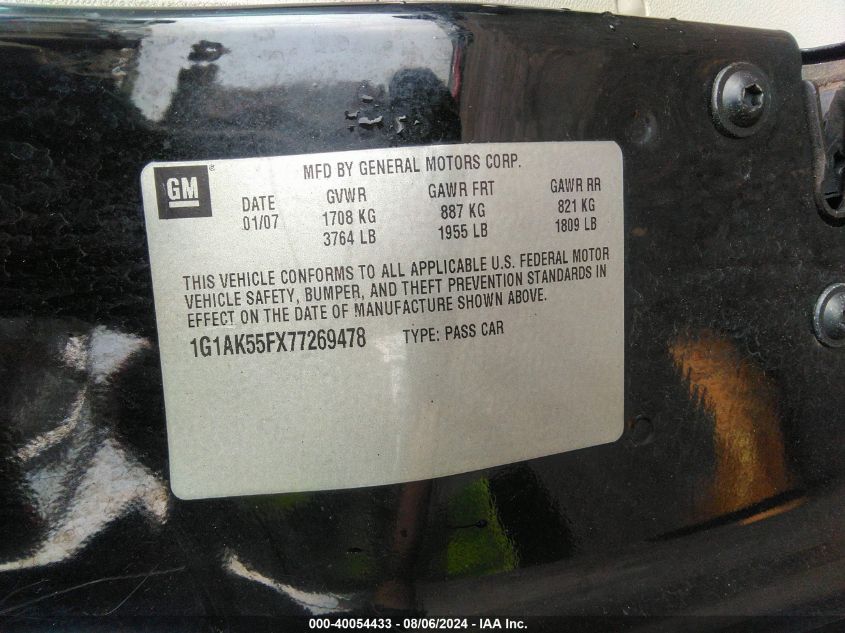 GM ®
MFD BY GENERAL MOTORS CORP.
DATE GVWR GAWR FRT GAWR RR
01/07 1708 KG 887 KG 821 KG
3764 LB 1955 LB 1809 LB
THIS VEHICLE CONFORMS TO ALL APPLICABLE U.S. FEDERAL MOTOR
VEHICLE SAFETY, BUMPER, AND THEFT PREVENTION STANDARDS IN
EFFECT ON THE DATE OF MANUFACTURE SHOWN ABOVE.
1G1AK55FX77269478 TYPE: PASS CAR
000-40054433 - 08/06/2024 - IAA Inc.